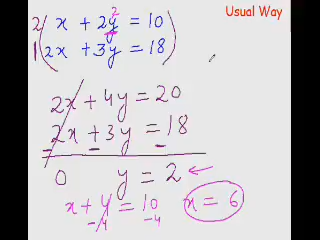 Usual Way
2
2( x + 2y = 10 )
1( 2x + 3y = 18 )
2x + 4y = 20
2x + 3y = 18
- -
0 y = 2 ←
x + 4 = 10 x = 6
-4 -4